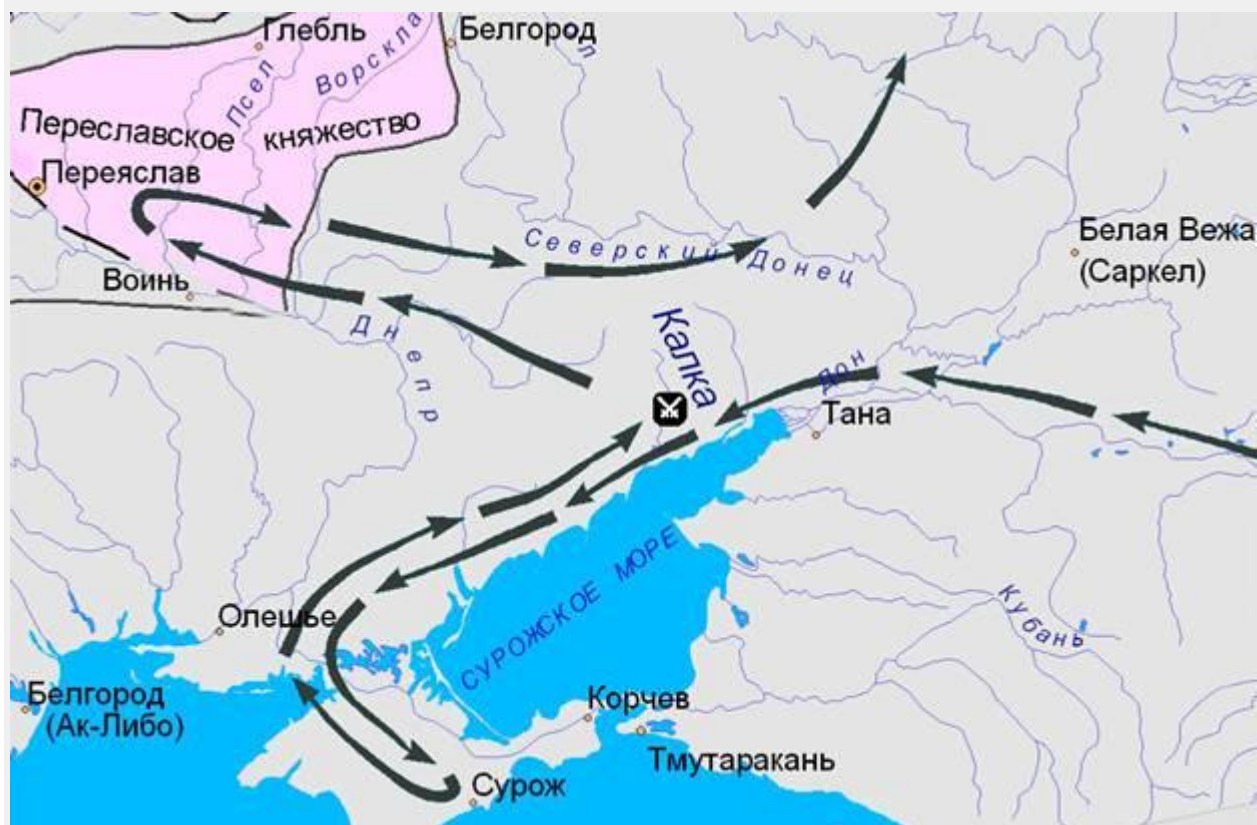 Глебль
Белгород
Псел
Ворскла
л
Переславское княжество
Переяслав
Воинь
Днепр
Северский Донец
Белая Вежа
(Саркел)
Калка
Дон
Тана
Олешье
СУРОЖСКОЕ МОРЕ
Кубань
Белгород
(Ак-Либо)
Корчев
Тмутаракань
Сурож